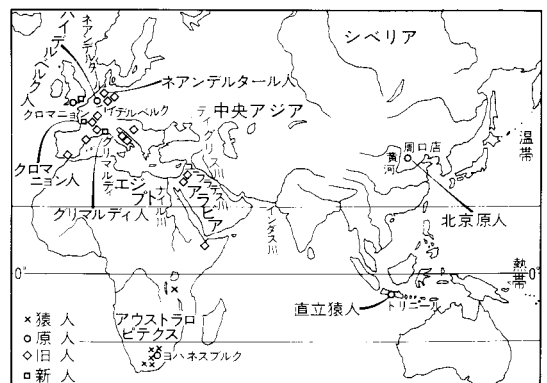 ハイデルベルク人
ネアンデルタール
ネアンデルタール人
シベリア
中央アジア
クロマニョン
ハイデルベルク
クロマニョン人
グリマルディ
グリマルディ人
エジプト
ナイル川
ティグリス川
アラビア
インダス川
黄河
周口店
北京原人
温帯
0°
熱帯
0°
直立猿人
トリニール
アウストラロ
ピテクス
ヨハネスブルク
× 猿人
○ 原人
◇ 旧人
□ 新人